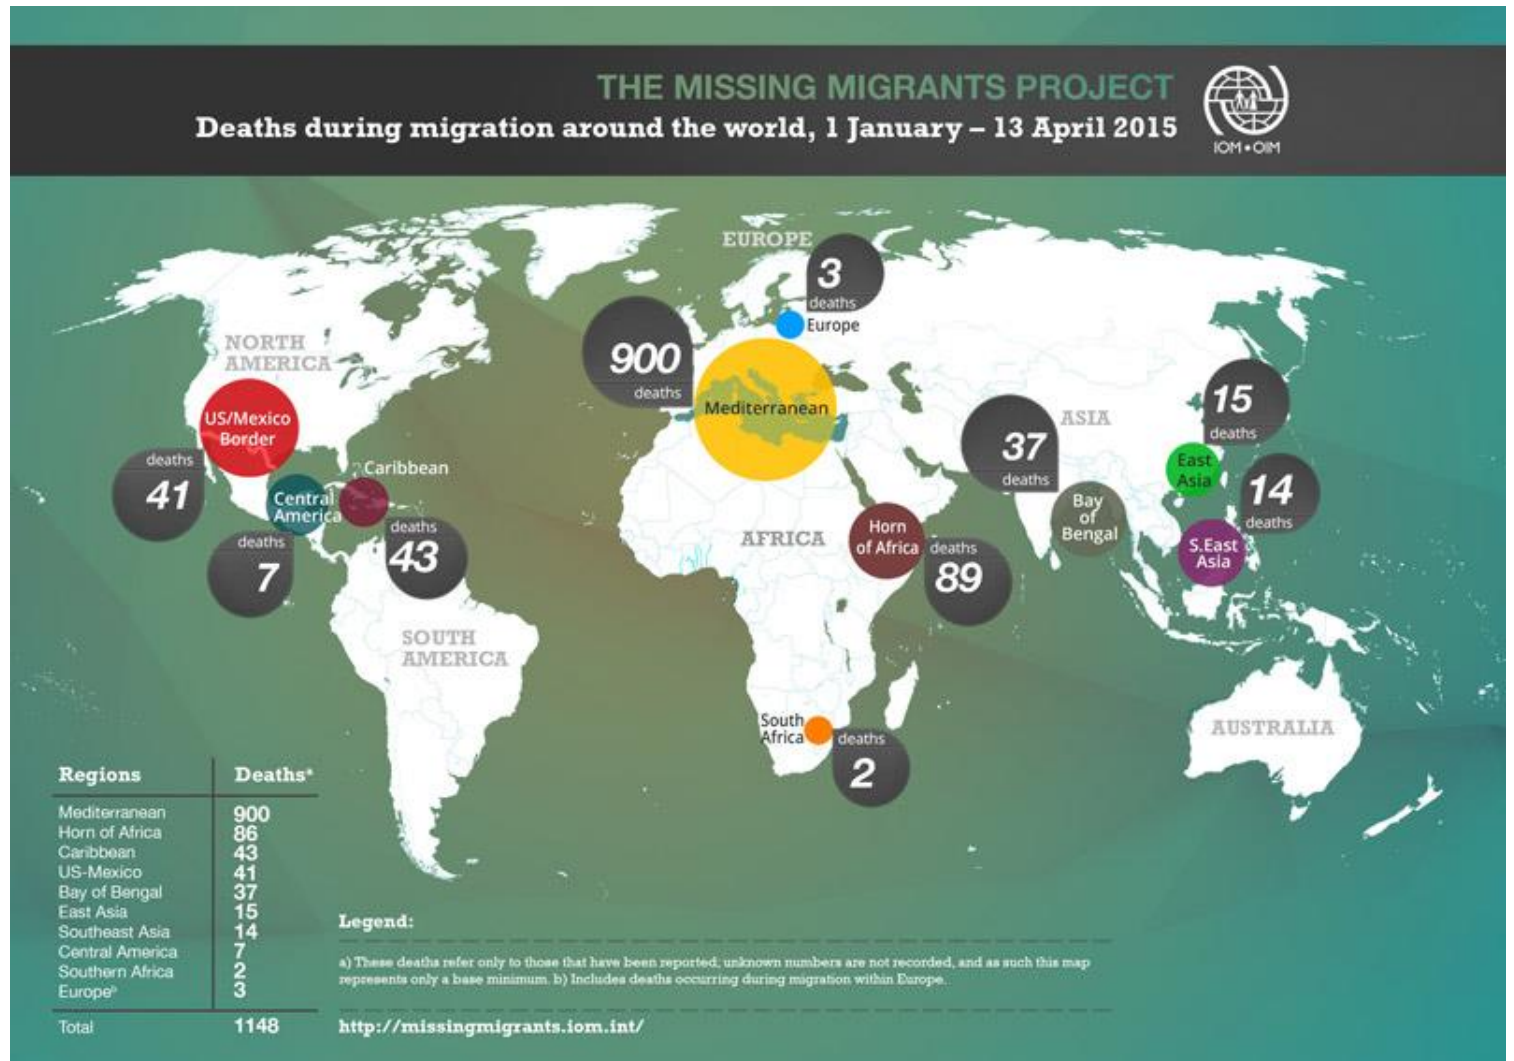 THE MISSING MIGRANTS PROJECT
Deaths during migration around the world, 1 January – 13 April 2015
IOM•OIM
EUROPE
3
deaths
Europe
NORTH
AMERICA
900
deaths
Mediterranean
US/Mexico
Border
deaths
41
Caribbean
Central
America
deaths
7
deaths
43
ASIA
37
deaths
15
deaths
East
Asia
14
deaths
Bay
of
Bengal
S.East
Asia
AFRICA
Horn
of Africa
deaths
89
SOUTH
AMERICA
South
Africa
deaths
2
AUSTRALIA
Regions Deathsª
Mediterranean 900
Horn of Africa 86
Caribbean 43
US-Mexico 41
Bay of Bengal 37
East Asia 15
Southeast Asia 14
Central America 7
Southern Africa 2
Europeᵇ 3
Total 1148
Legend:
a) These deaths refer only to those that have been reported; unknown numbers are not recorded, and as such this map
represents only a base minimum. b) Includes deaths occurring during migration within Europe.
http://missingmigrants.iom.int/